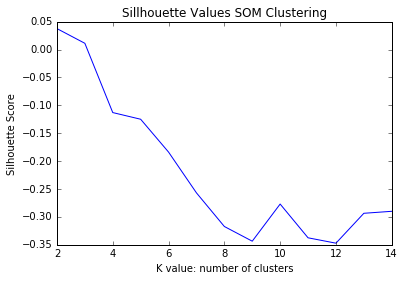 Sillhouette Values SOM Clustering
0.05
0.00
−0.05
−0.10
−0.15
−0.20
−0.25
−0.30
−0.35
Silhouette Score
2 4 6 8 10 12 14
K value: number of clusters